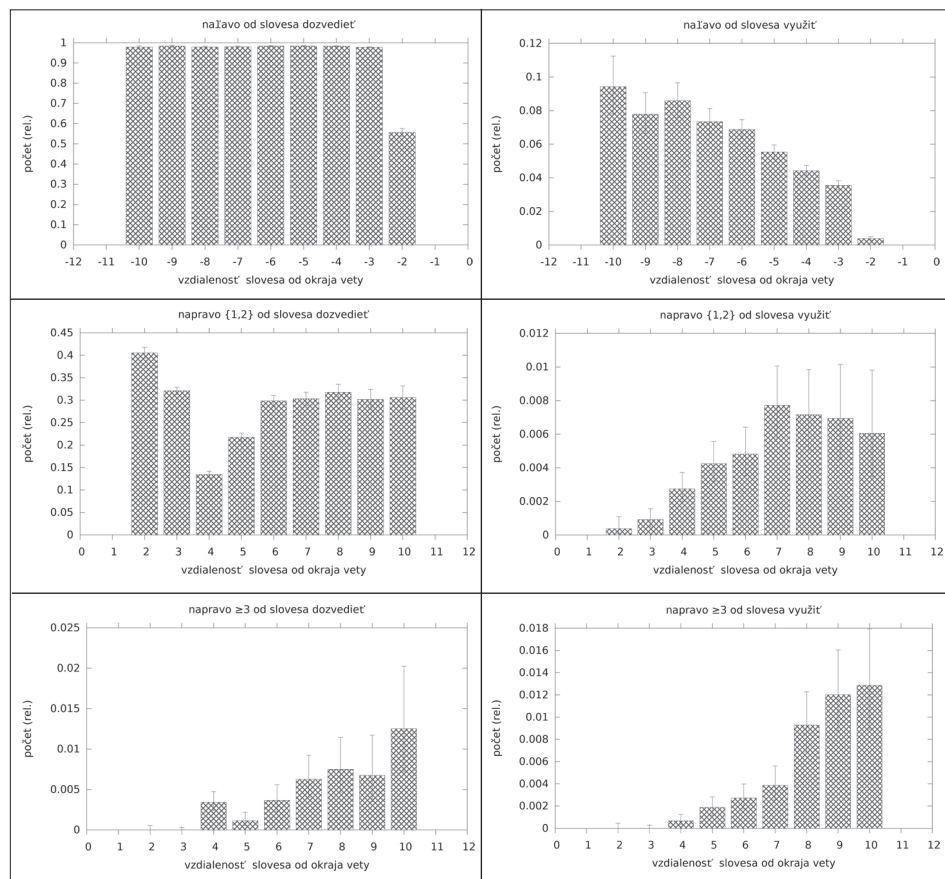 naľavo od slovesa dozvedieť
1
0.9
0.8
0.7
0.6
0.5
0.4
0.3
0.2
0.1
0
počet (rel.)
-12 -11 -10 -9 -8 -7 -6 -5 -4 -3 -2 -1 0
vzdialenosť slovesa od okraja vety
naľavo od slovesa využiť
0.12
0.1
0.08
0.06
0.04
0.02
0
počet (rel.)
-12 -11 -10 -9 -8 -7 -6 -5 -4 -3 -2 -1 0
vzdialenosť slovesa od okraja vety
napravo {1,2} od slovesa dozvedieť
0.45
0.4
0.35
0.3
0.25
0.2
0.15
0.1
0.05
0
počet (rel.)
0 1 2 3 4 5 6 7 8 9 10 11 12
vzdialenosť slovesa od okraja vety
napravo {1,2} od slovesa využiť
0.012
0.01
0.008
0.006
0.004
0.002
0
počet (rel.)
0 1 2 3 4 5 6 7 8 9 10 11 12
vzdialenosť slovesa od okraja vety
napravo ≥3 od slovesa dozvedieť
0.025
0.02
0.015
0.01
0.005
0
počet (rel.)
0 1 2 3 4 5 6 7 8 9 10 11 12
vzdialenosť slovesa od okraja vety
napravo ≥3 od slovesa využiť
0.018
0.016
0.014
0.012
0.01
0.008
0.006
0.004
0.002
0
počet (rel.)
0 1 2 3 4 5 6 7 8 9 10 11 12
vzdialenosť slovesa od okraja vety